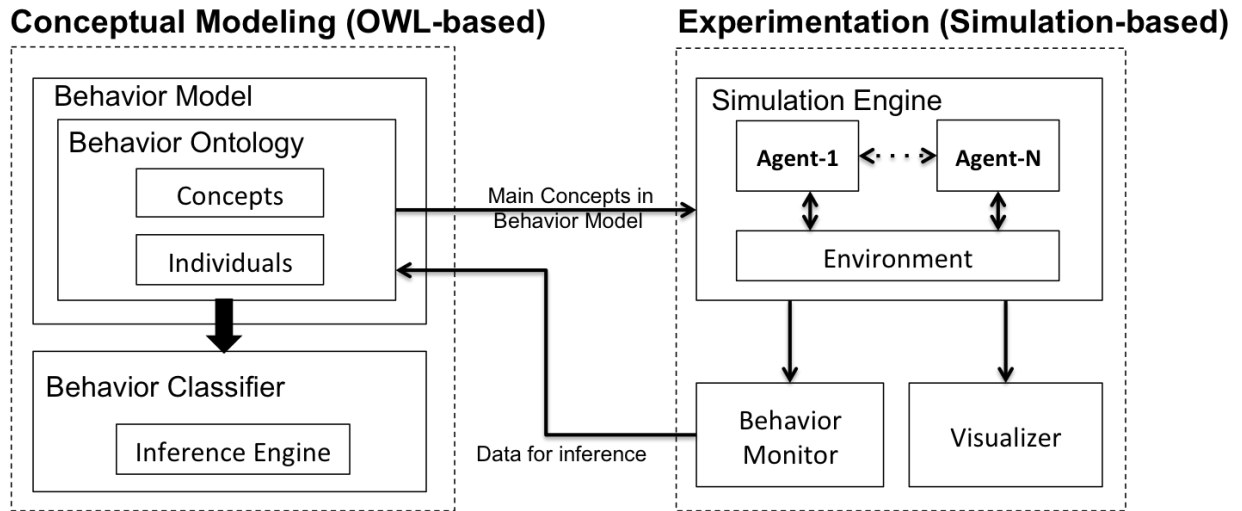 Conceptual Modeling (OWL-based)
Behavior Model
Behavior Ontology
Concepts
Individuals
Behavior Classifier
Inference Engine
Main Concepts in
Behavior Model
Data for inference
Experimentation (Simulation-based)
Simulation Engine
Agent-1
Agent-N
Environment
Behavior
Monitor
Visualizer